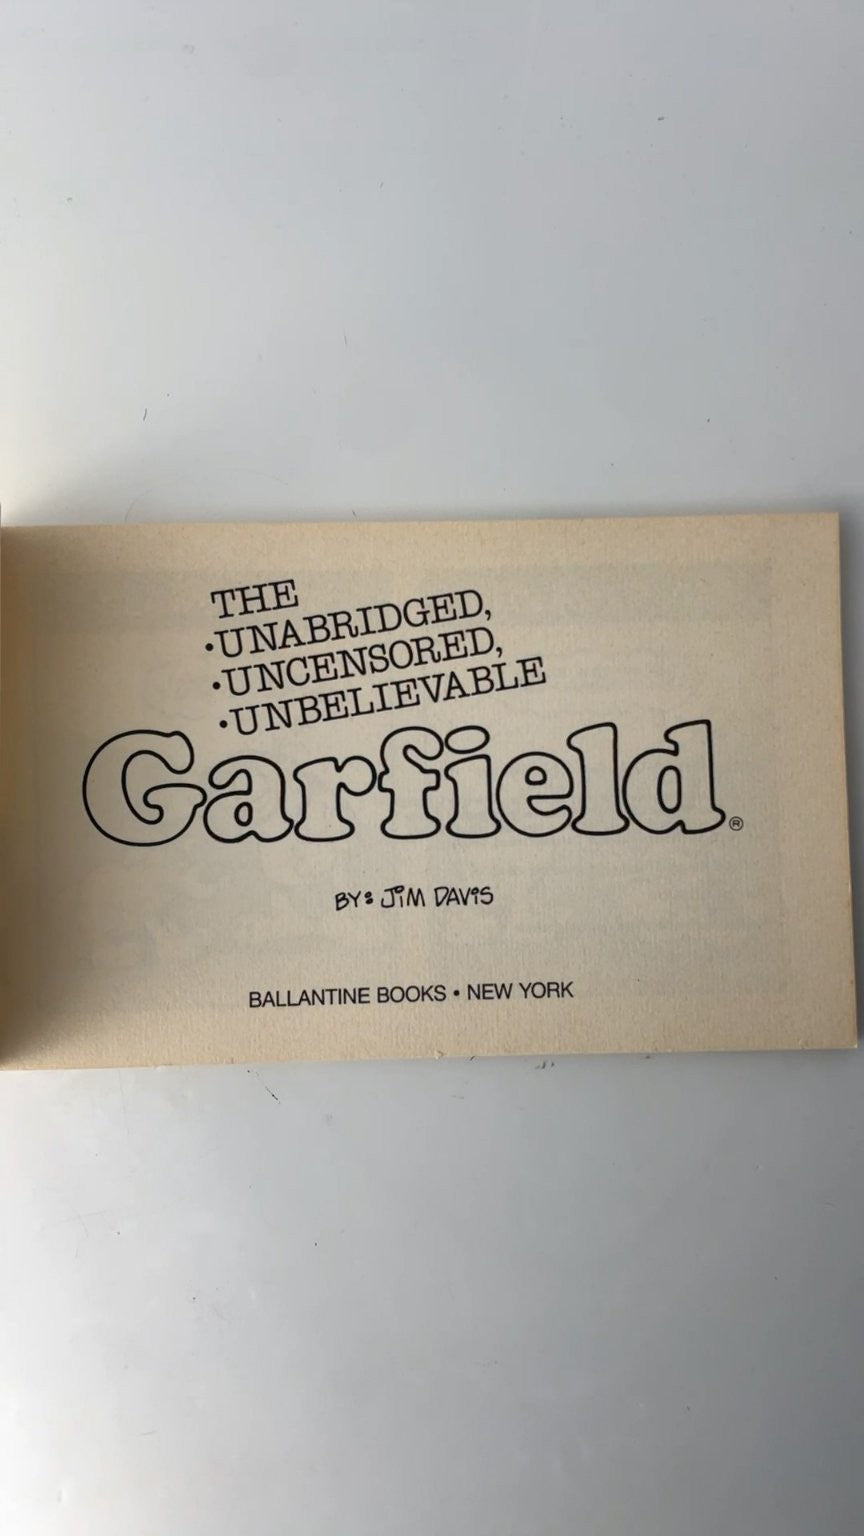 THE
•UNABRIDGED,
•UNCENSORED,
•UNBELIEVABLE
Garfield®
BY: JIM DAVIS
BALLANTINE BOOKS • NEW YORK